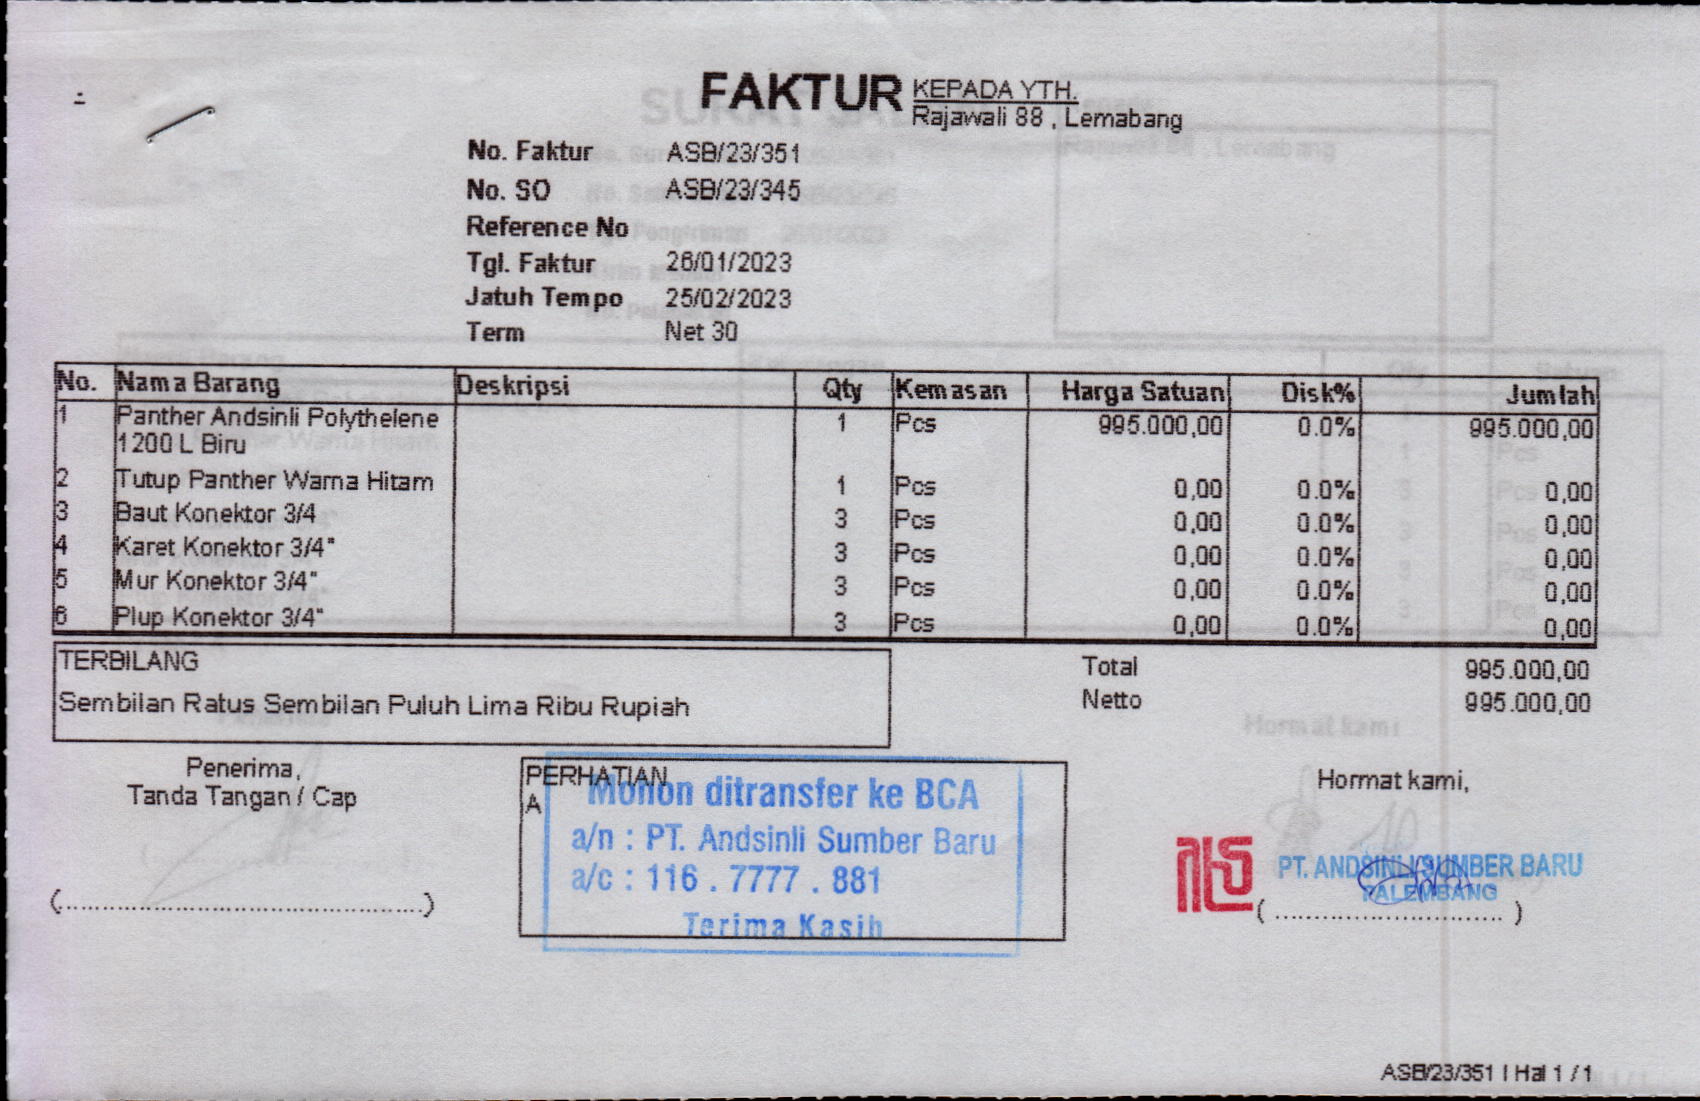 FAKTUR
KEPADA YTH.
Rajawali 88 , Lemabang
No. Faktur ASB/23/351
No. SO ASB/23/345
Reference No
Tgl. Faktur 26/01/2023
Jatuh Tempo 25/02/2023
Term Net 30
No. Nama Barang Deskripsi Qty Kemasan Harga Satuan Disk% Jumlah
1 Panther Andsinli Polythelene 1 Pcs 995.000,00 0.0% 995.000,00
1200 L Biru
2 Tutup Panther Warna Hitam 1 Pcs 0,00 0.0% 0,00
3 Baut Konektor 3/4 3 Pcs 0,00 0.0% 0,00
4 Karet Konektor 3/4" 3 Pcs 0,00 0.0% 0,00
5 Mur Konektor 3/4" 3 Pcs 0,00 0.0% 0,00
6 Plup Konektor 3/4" 3 Pcs 0,00 0.0% 0,00
TERBILANG
Sembilan Ratus Sembilan Puluh Lima Ribu Rupiah
Total 995.000,00
Netto 995.000,00
Penerima,
Tanda Tangan / Cap
(..........................................)
PERHATIAN
A
Mohon ditransfer ke BCA
a/n : PT. Andsinli Sumber Baru
a/c : 116 . 7777 . 881
Terima Kasih
Hormat kami,
PT. ANDSINLI SUMBER BARU
PALEMBANG
( ............................. )
ASB/23/351 | Hal 1 / 1